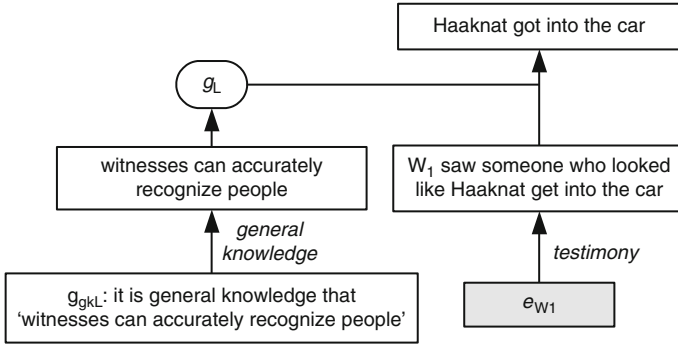 Haaknat got into the car
gL
witnesses can accurately
recognize people
W1 saw someone who looked
like Haaknat get into the car
general
knowledge
testimony
ggkL: it is general knowledge that
‘witnesses can accurately recognize people’
eW1